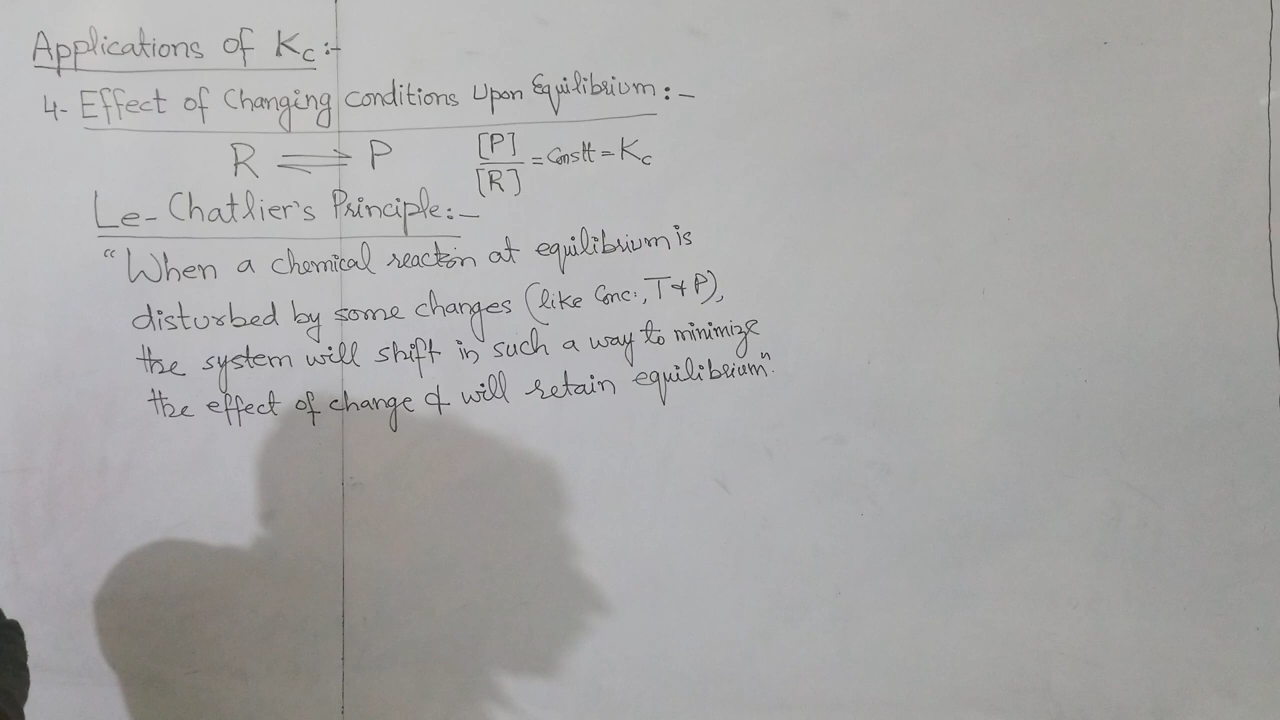 Applications of Kc:-
4- Effect of Changing Conditions Upon Equilibrium:-
R ⇌ P [P]/[R] = Constt = Kc
Le-Chatlier's Principle:-
"When a chemical reaction at equilibrium is
disturbed by some changes (like Conc:, T & P),
the system will shift in such a way to minimize
the effect of change & will retain equilibrium"